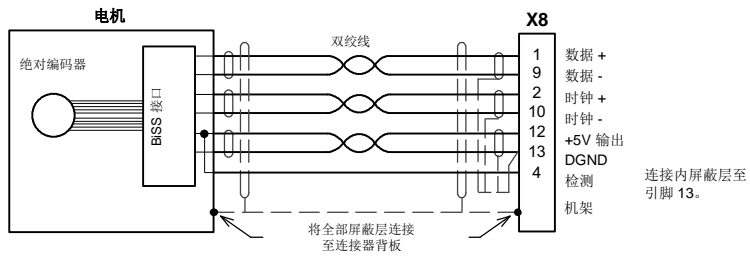 电机
X8
双绞线
绝对编码器
BiSS 接口
1 数据 +
9 数据 -
2 时钟 +
10 时钟 -
12 +5V 输出
13 DGND
4 检测
机架
连接内屏蔽层至
引脚 13。
将全部屏蔽层连接
至连接器背板